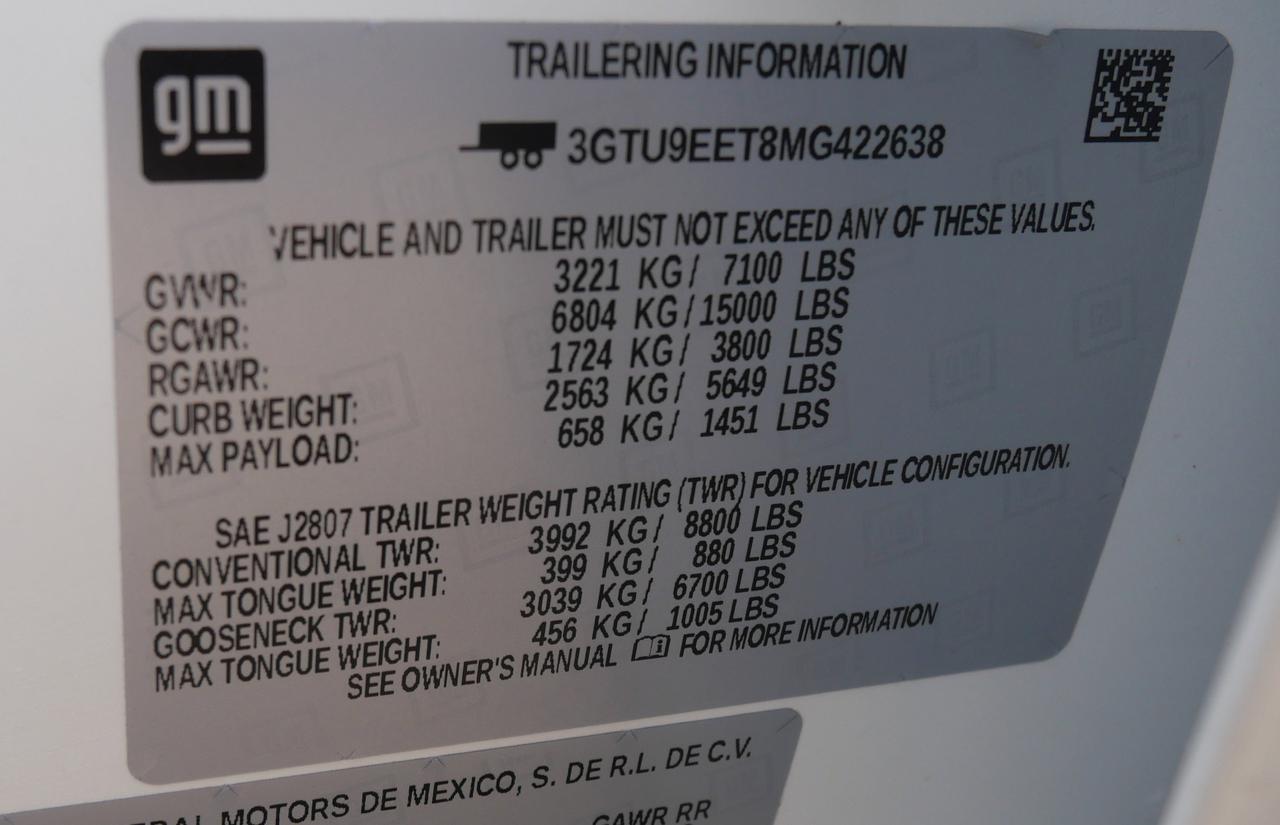 gm
TRAILERING INFORMATION
3GTU9EET8MG422638
VEHICLE AND TRAILER MUST NOT EXCEED ANY OF THESE VALUES.
GVWR: 3221 KG/ 7100 LBS
GCWR: 6804 KG/ 15000 LBS
RGAWR: 1724 KG/ 3800 LBS
CURB WEIGHT: 2563 KG/ 5649 LBS
MAX PAYLOAD: 658 KG/ 1451 LBS
SAE J2807 TRAILER WEIGHT RATING (TWR) FOR VEHICLE CONFIGURATION.
CONVENTIONAL TWR: 3992 KG/ 8800 LBS
MAX TONGUE WEIGHT: 399 KG/ 880 LBS
GOOSENECK TWR: 3039 KG/ 6700 LBS
MAX TONGUE WEIGHT: 456 KG/ 1005 LBS
SEE OWNER'S MANUAL FOR MORE INFORMATION
MOTORS DE MEXICO, S. DE R.L. DE C.V.
GAWR RR